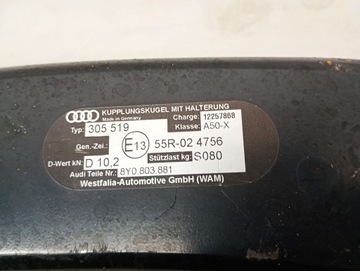 KUPPLUNGSKUGEL MIT HALTERUNG
Made in Germany Charge: 12257868
Typ: 305 519 Klasse: A50-X
Gen.-Zei.: E13 55R-02 4756
D-Wert kN: D 10,2 Stützlast kg: S080
Audi Teile Nr.: 8Y0.803.881
Westfalia-Automotive GmbH (WAM)